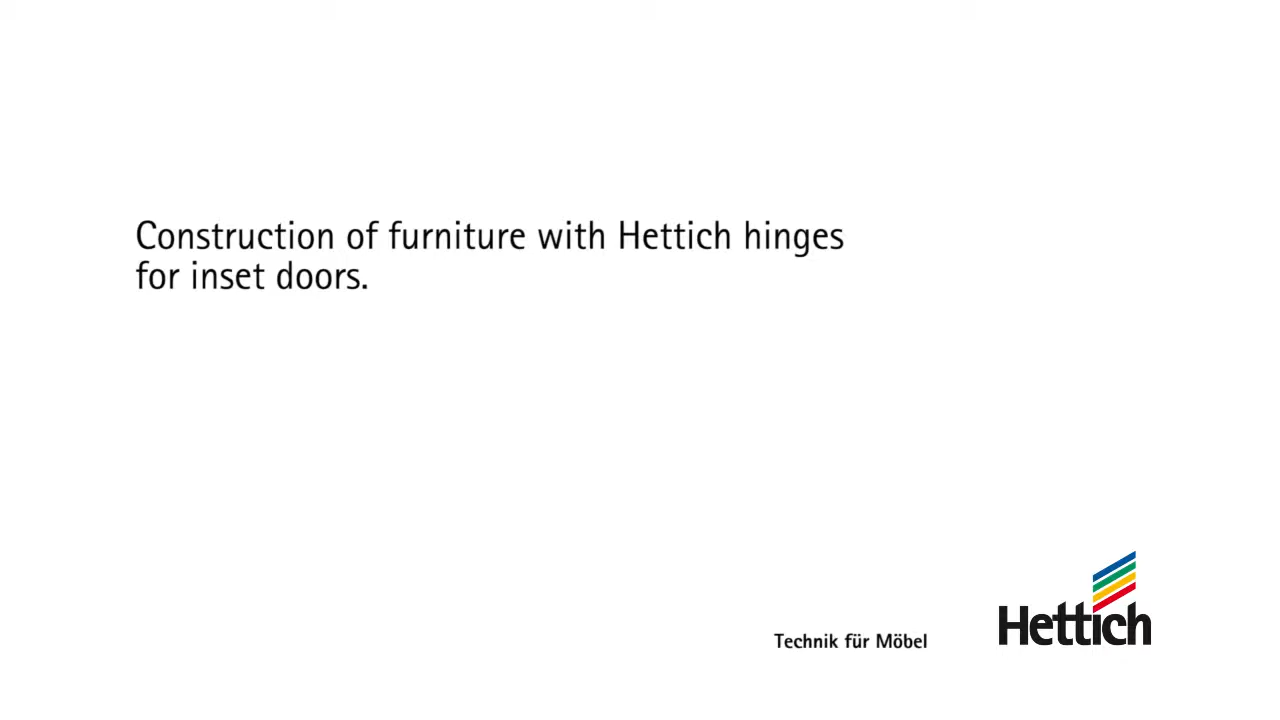 Construction of furniture with Hettich hinges
for inset doors.
Technik für Möbel
Hettich